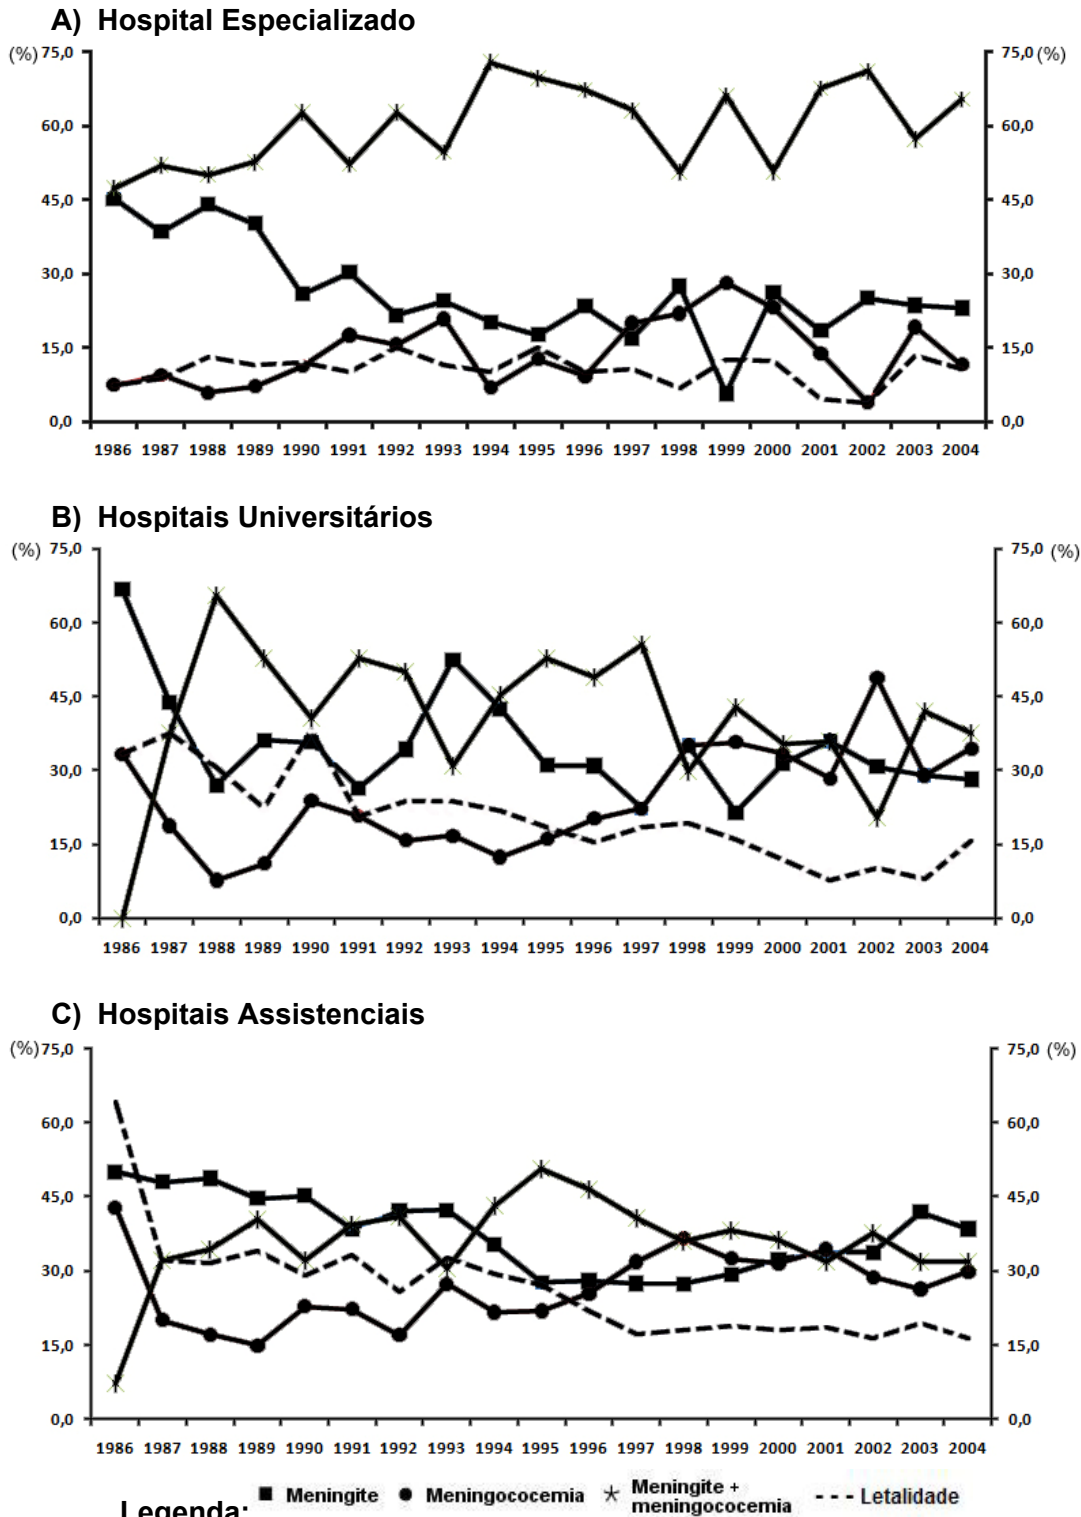 A) Hospital Especializado
(%) 75,0 75,0 (%)
60,0 60,0
45,0 45,0
30,0 30,0
15,0 15,0
0,0 0,0
1986 1987 1988 1989 1990 1991 1992 1993 1994 1995 1996 1997 1998 1999 2000 2001 2002 2003 2004
B) Hospitais Universitários
(%) 75,0 75,0 (%)
60,0 60,0
45,0 45,0
30,0 30,0
15,0 15,0
0,0 0,0
1986 1987 1988 1989 1990 1991 1992 1993 1994 1995 1996 1997 1998 1999 2000 2001 2002 2003 2004
C) Hospitais Assistenciais
(%) 75,0 75,0 (%)
60,0 60,0
45,0 45,0
30,0 30,0
15,0 15,0
0,0 0,0
1986 1987 1988 1989 1990 1991 1992 1993 1994 1995 1996 1997 1998 1999 2000 2001 2002 2003 2004
Legenda: Meningite Meningococemia Meningite + meningococemia Letalidade